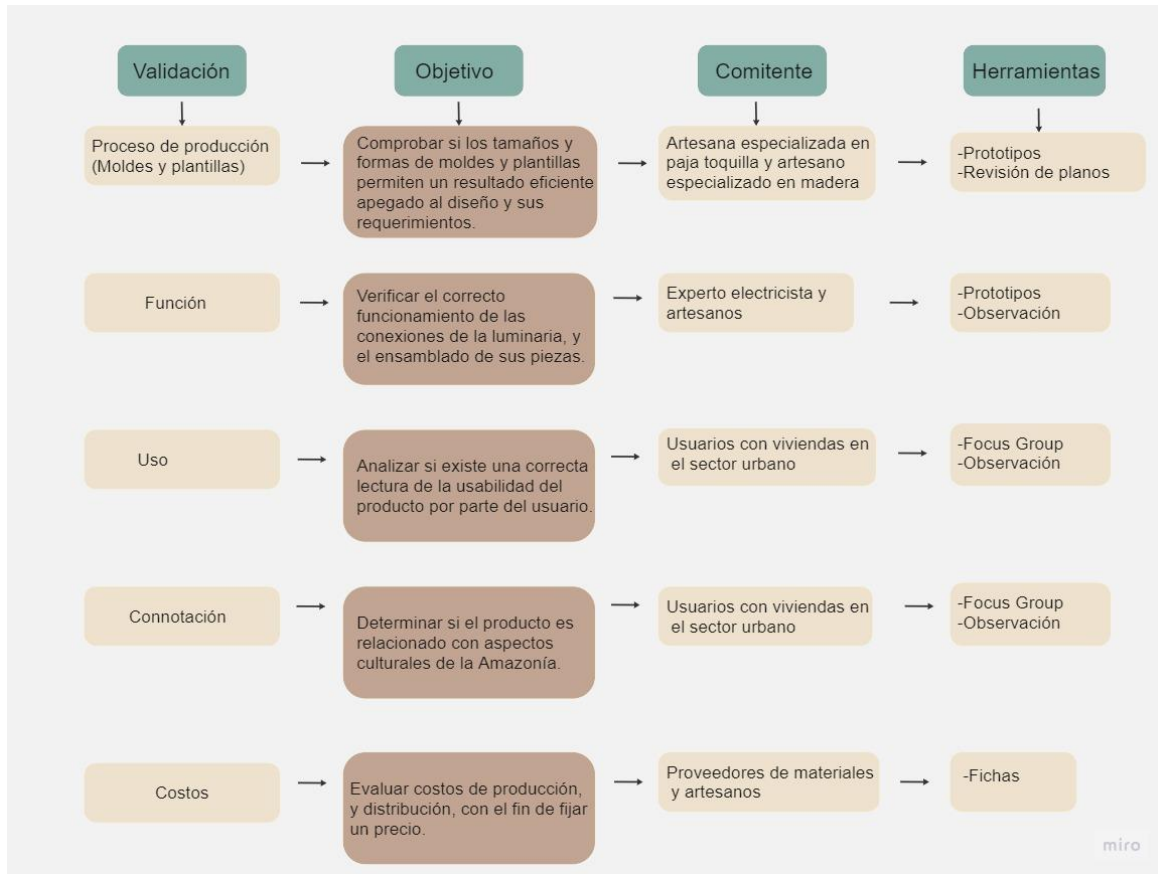 Validación
Objetivo
Comitente
Herramientas
Proceso de producción
(Moldes y plantillas)
Comprobar si los tamaños y
formas de moldes y plantillas
permiten un resultado eficiente
apegado al diseño y sus
requerimientos.
Artesana especializada en
paja toquilla y artesano
especializado en madera
-Prototipos
-Revisión de planos
Función
Verificar el correcto
funcionamiento de las
conexiones de la luminaria, y
el ensamblado de sus piezas.
Experto electricista y
artesanos
-Prototipos
-Observación
Uso
Analizar si existe una correcta
lectura de la usabilidad del
producto por parte del usuario.
Usuarios con viviendas en
el sector urbano
-Focus Group
-Observación
Connotación
Determinar si el producto es
relacionado con aspectos
culturales de la Amazonía.
Usuarios con viviendas en
el sector urbano
-Focus Group
-Observación
Costos
Evaluar costos de producción,
y distribución, con el fin de fijar
un precio.
Proveedores de materiales
y artesanos
-Fichas
miro